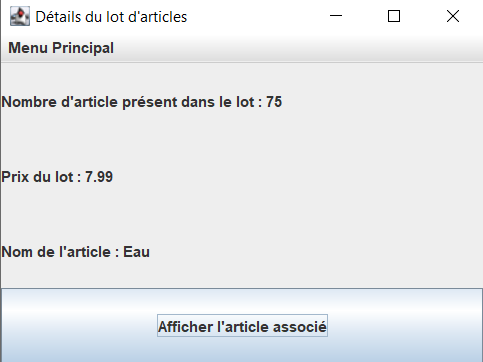 Détails du lot d'articles
Menu Principal
Nombre d'article présent dans le lot : 75
Prix du lot : 7.99
Nom de l'article : Eau
Afficher l'article associé